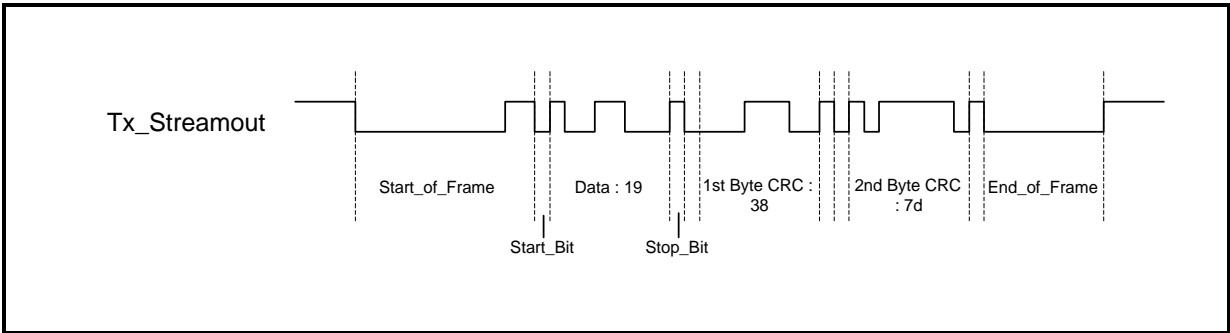 Tx_Streamout
Start_of_Frame
Data : 19
1st Byte CRC :
38
2nd Byte CRC
: 7d
End_of_Frame
Start_Bit
Stop_Bit